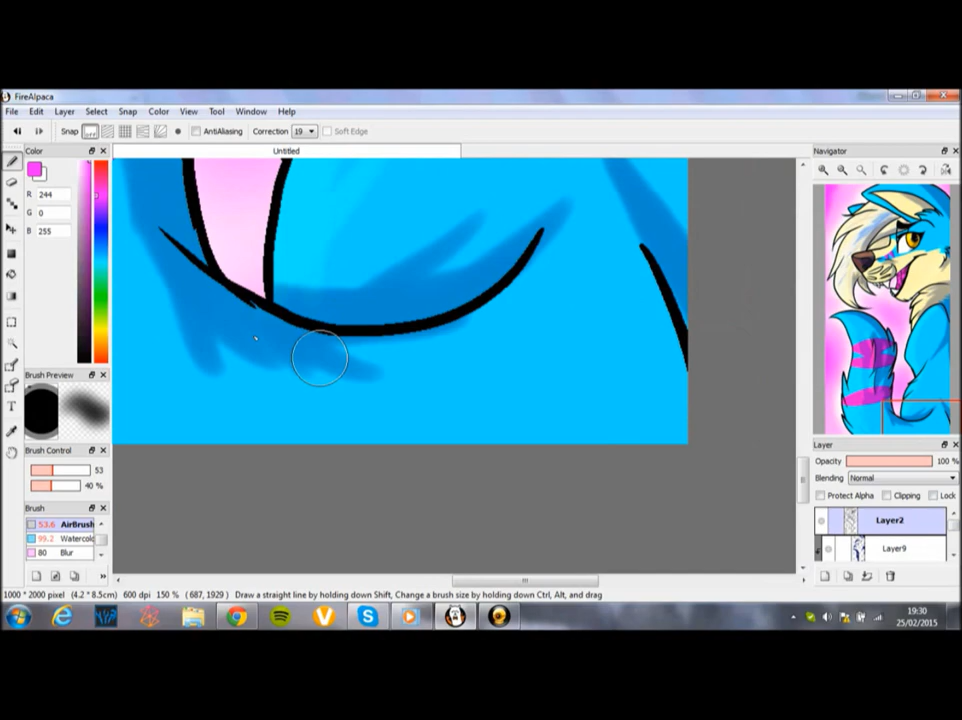 FireAlpaca
File Edit Layer Select Snap Color View Tool Window Help
Snap OFF AntiAliasing Correction 19 Soft Edge
Color
Untitled
Navigator
R 244
G 0
B 255
Brush Preview
Brush Control
53
40 %
Brush
53.6 AirBrush
99.2 Watercolo
80 Blur
Layer
Opacity 100 %
Blending Normal
Protect Alpha Clipping Lock
Layer2
Layer9
1000 * 2000 pixel (4.2 * 8.5cm) 600 dpi 150 % ( 687, 1929 ) Draw a straight line by holding down Shift, Change a brush size by holding down Ctrl, Alt, and drag
19:30
25/02/2015